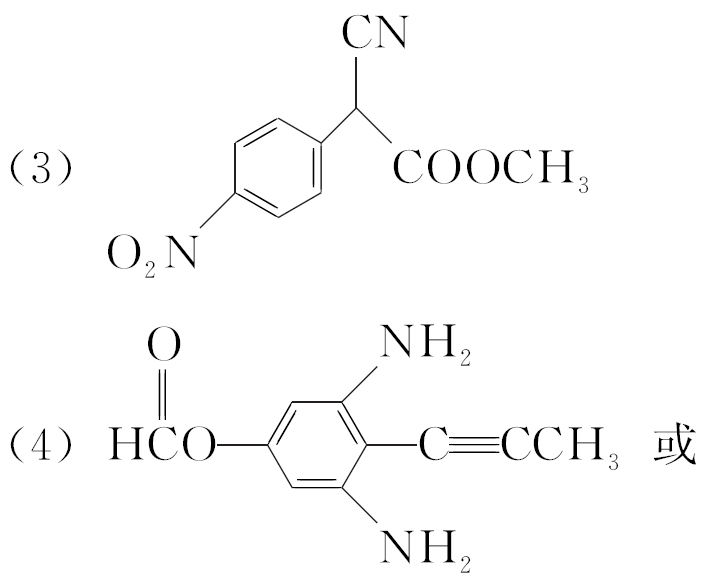 CN
(3)
COOCH₃
O₂N
O
NH₂
(4) HCO C≡CCH₃ 或
NH₂